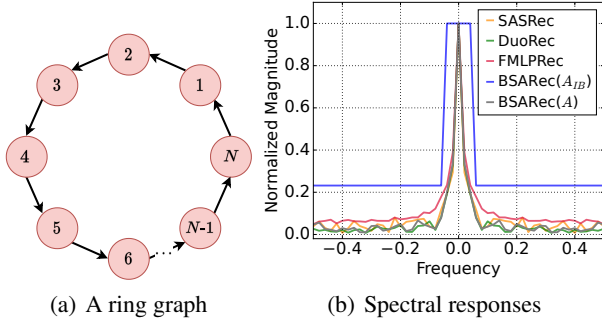 1
2
3
4
5
6
...
N-1
N
(a) A ring graph
Normalized Magnitude
1.0
0.8
0.6
0.4
0.2
0.0
SASRec
DuoRec
FMLPRec
BSARec(A_{IB})
BSARec(A)
−0.4 −0.2 0.0 0.2 0.4
Frequency
(b) Spectral responses